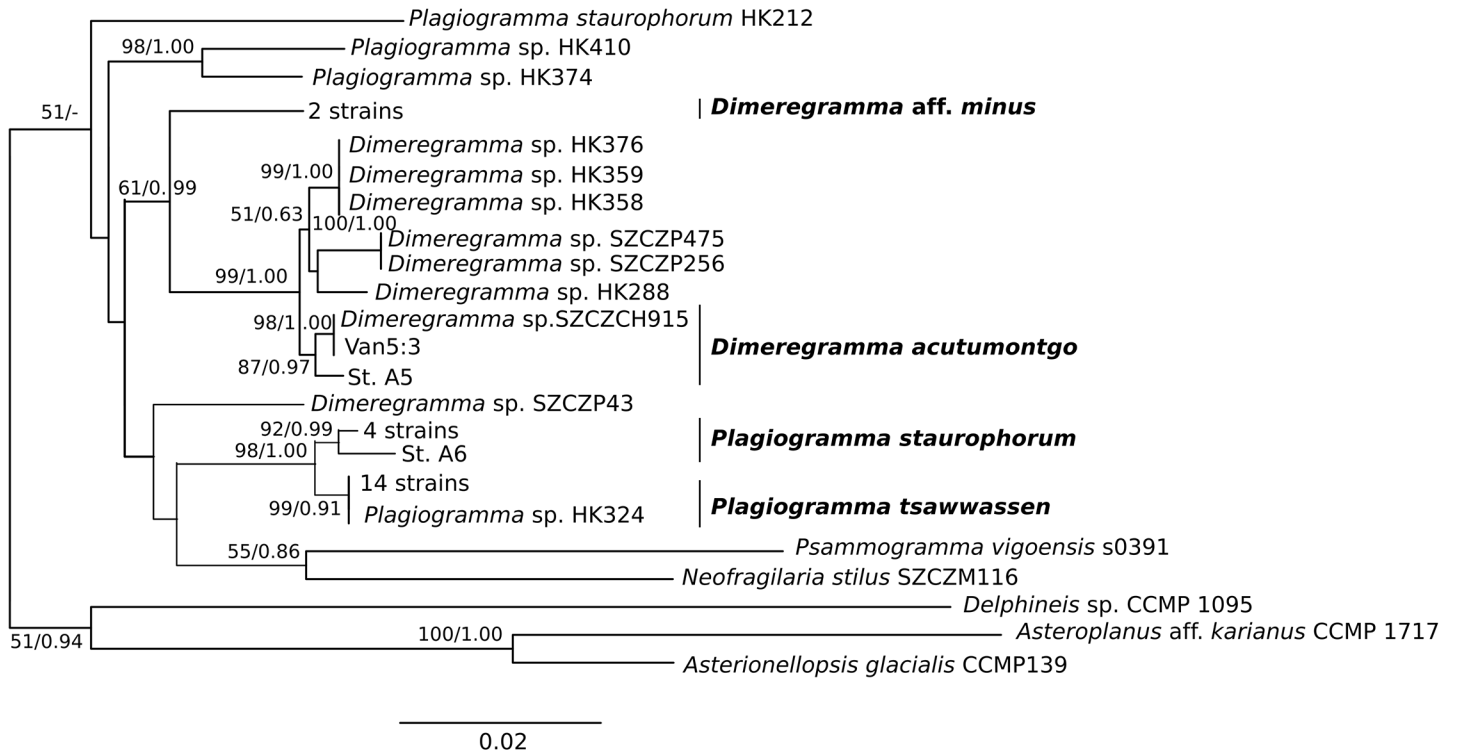 Plagiogramma staurophorum HK212
98/1.00
Plagiogramma sp. HK410
Plagiogramma sp. HK374
51/-
2 strains
Dimeregramma aff. minus
Dimeregramma sp. HK376
99/1.00
Dimeregramma sp. HK359
61/0.99
Dimeregramma sp. HK358
51/0.63
100/1.00
Dimeregramma sp. SZCZP475
Dimeregramma sp. SZCZP256
99/1.00
Dimeregramma sp. HK288
98/1.00
Dimeregramma sp.SZCZCH915
Van5:3
Dimeregramma acutumontgo
87/0.97
St. A5
Dimeregramma sp. SZCZP43
92/0.99
4 strains
Plagiogramma staurophorum
98/1.00
St. A6
14 strains
99/0.91
Plagiogramma tsawwassen
Plagiogramma sp. HK324
55/0.86
Psammogramma vigoensis s0391
Neofragilaria stilus SZCZM116
Delphineis sp. CCMP 1095
51/0.94
100/1.00
Asteroplanus aff. karianus CCMP 1717
Asterionellopsis glacialis CCMP139
0.02